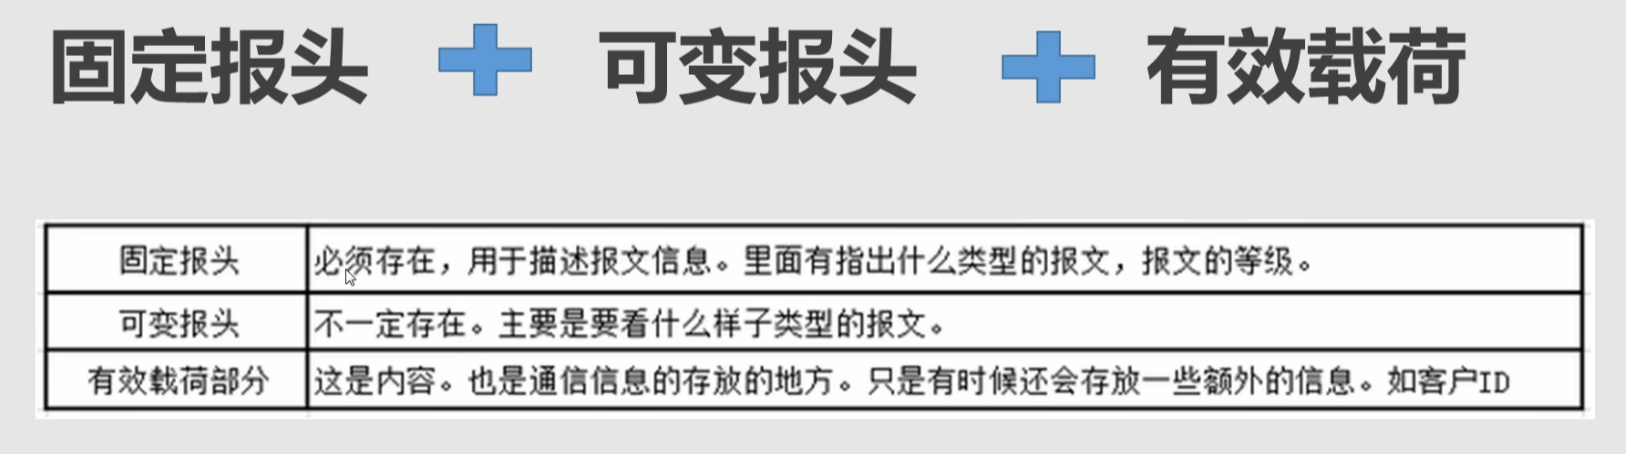 固定报头 + 可变报头 + 有效载荷
固定报头 必须存在，用于描述报文信息。里面有指出什么类型的报文，报文的等级。
可变报头 不一定存在。主要是要看什么样子类型的报文。
有效载荷部分 这是内容。也是通信信息的存放的地方。只是有时候还会存放一些额外的信息。如客户ID